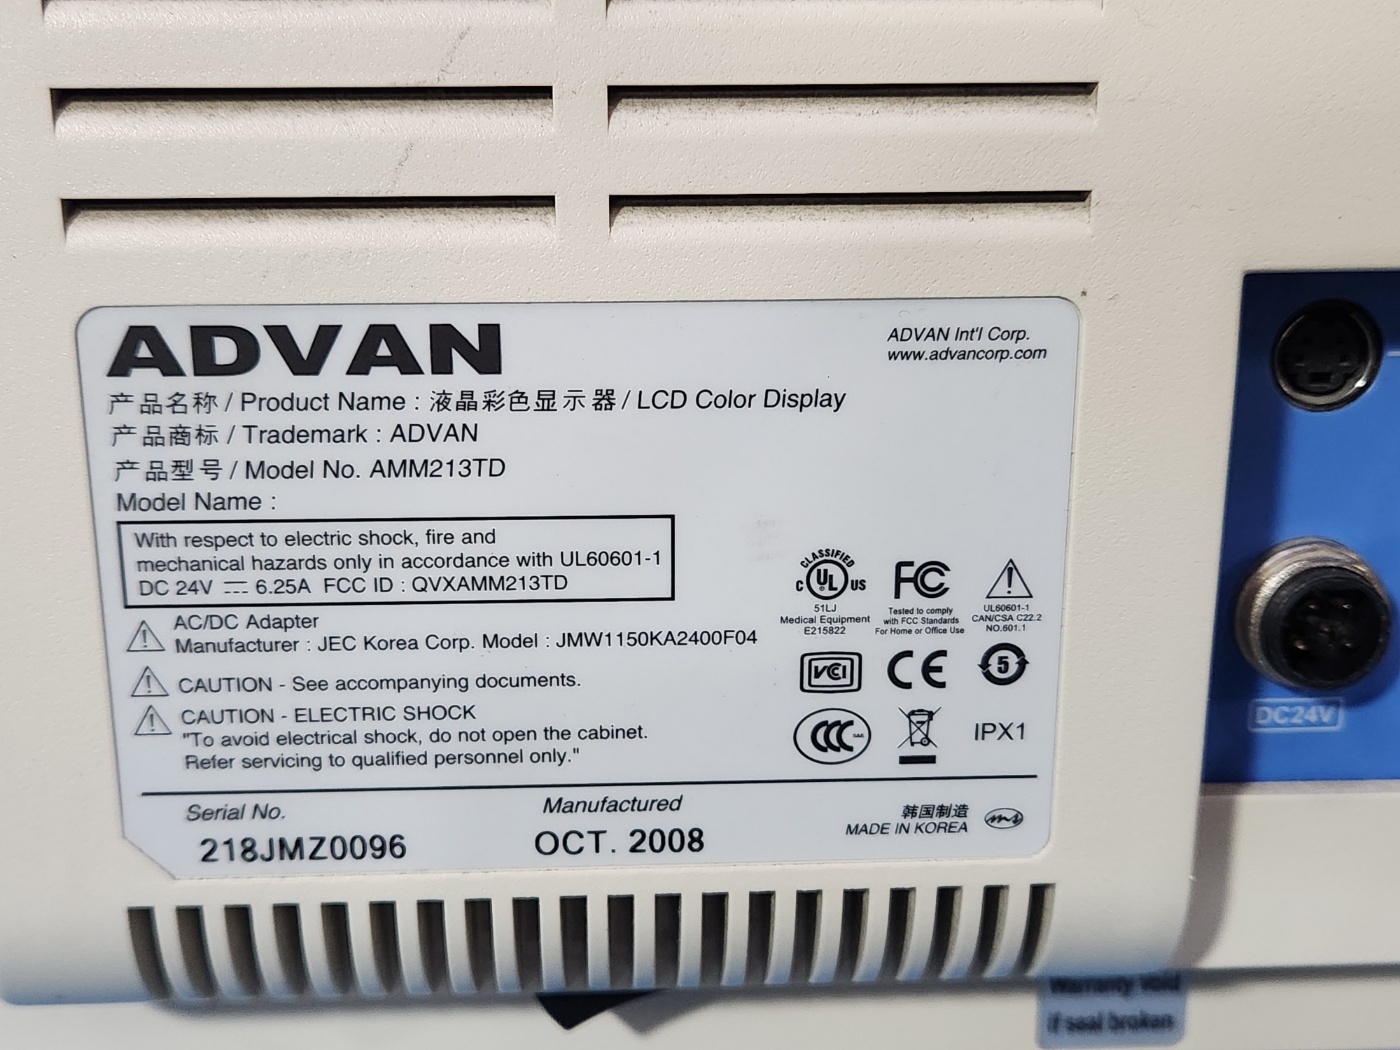 ADVAN
ADVAN Int'l Corp.
www.advancorp.com
产品名称 / Product Name : 液晶彩色显示器 / LCD Color Display
产品商标 / Trademark : ADVAN
产品型号 / Model No. AMM213TD
Model Name :
With respect to electric shock, fire and
mechanical hazards only in accordance with UL60601-1
DC 24V ⎓ 6.25A FCC ID : QVXAMM213TD
AC/DC Adapter
Manufacturer : JEC Korea Corp. Model : JMW1150KA2400F04
CAUTION - See accompanying documents.
CAUTION - ELECTRIC SHOCK
"To avoid electrical shock, do not open the cabinet.
Refer servicing to qualified personnel only."
CLASSIFIED
C UL US
51LJ
Medical Equipment
E215822
FC
Tested to comply
with FCC Standards
For Home or Office Use
UL60601-1
CAN/CSA C22.2
NO.601.1
VCCI
CE
5
CCC
IPX1
Serial No.
218JMZ0096
Manufactured
OCT. 2008
韩国制造
MADE IN KOREA
DC24V
Warranty void
if seal broken